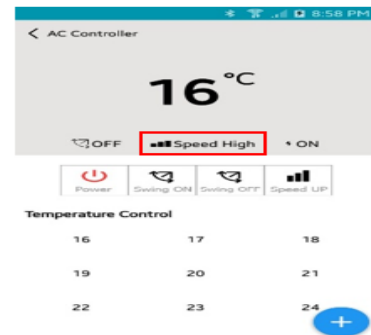 8:58 PM
AC Controller
16°C
OFF Speed High ON
Power Swing ON Swing OFF Speed UP
Temperature Control
16 17 18
19 20 21
22 23 24
+